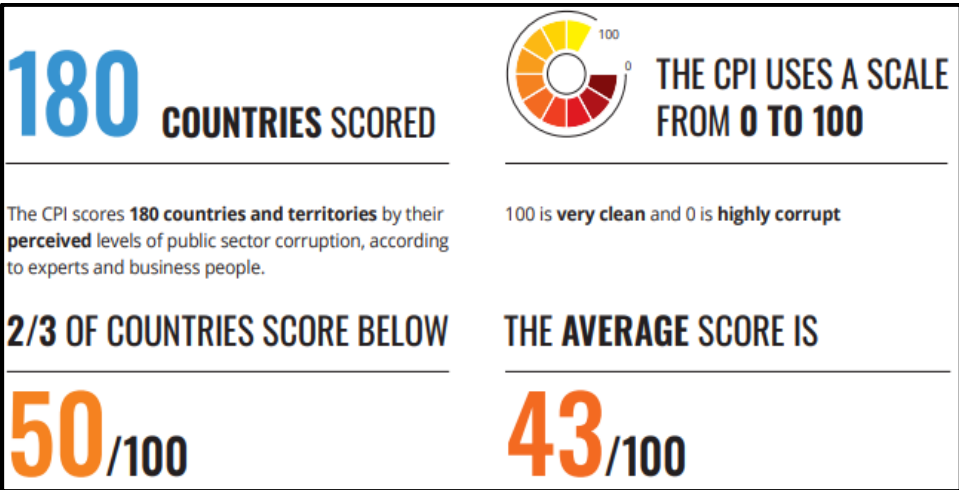 180 COUNTRIES SCORED
The CPI scores 180 countries and territories by their
perceived levels of public sector corruption, according
to experts and business people.
100
0
THE CPI USES A SCALE
FROM 0 TO 100
100 is very clean and 0 is highly corrupt
2/3 OF COUNTRIES SCORE BELOW
50/100
THE AVERAGE SCORE IS
43/100